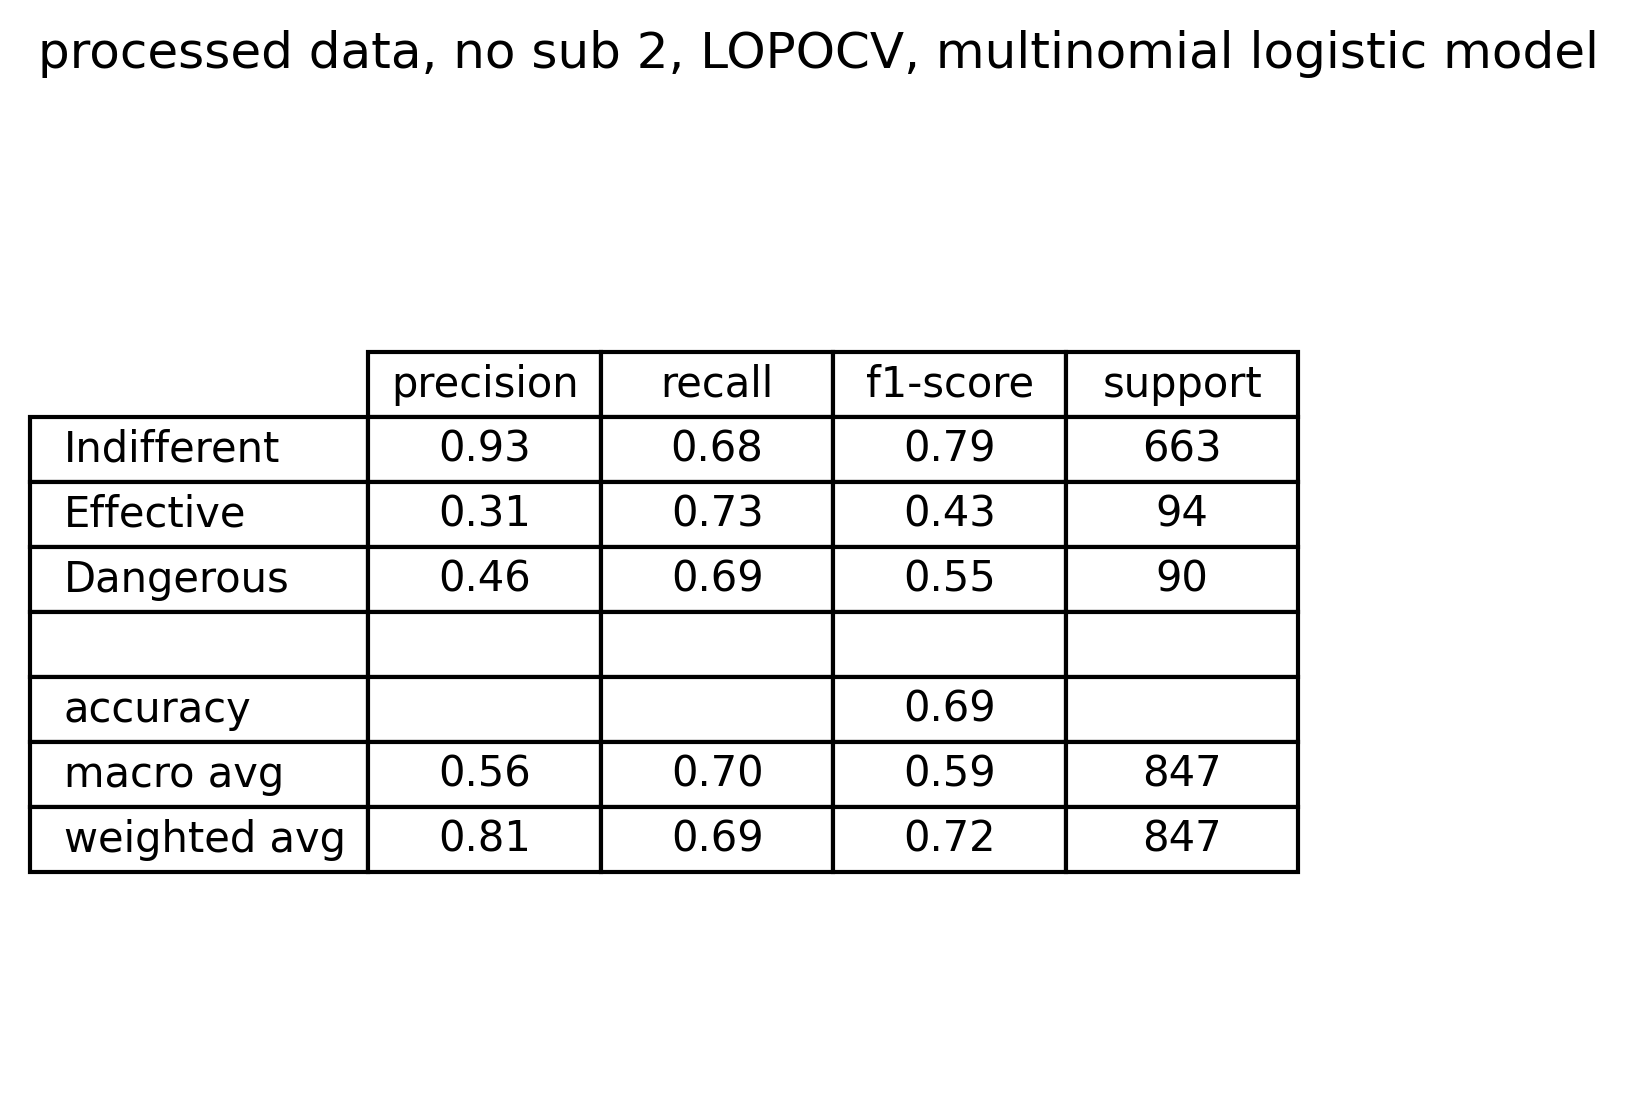 processed data, no sub 2, LOPOCV, multinomial logistic model
precision recall f1-score support
Indifferent 0.93 0.68 0.79 663
Effective 0.31 0.73 0.43 94
Dangerous 0.46 0.69 0.55 90
accuracy 0.69
macro avg 0.56 0.70 0.59 847
weighted avg 0.81 0.69 0.72 847